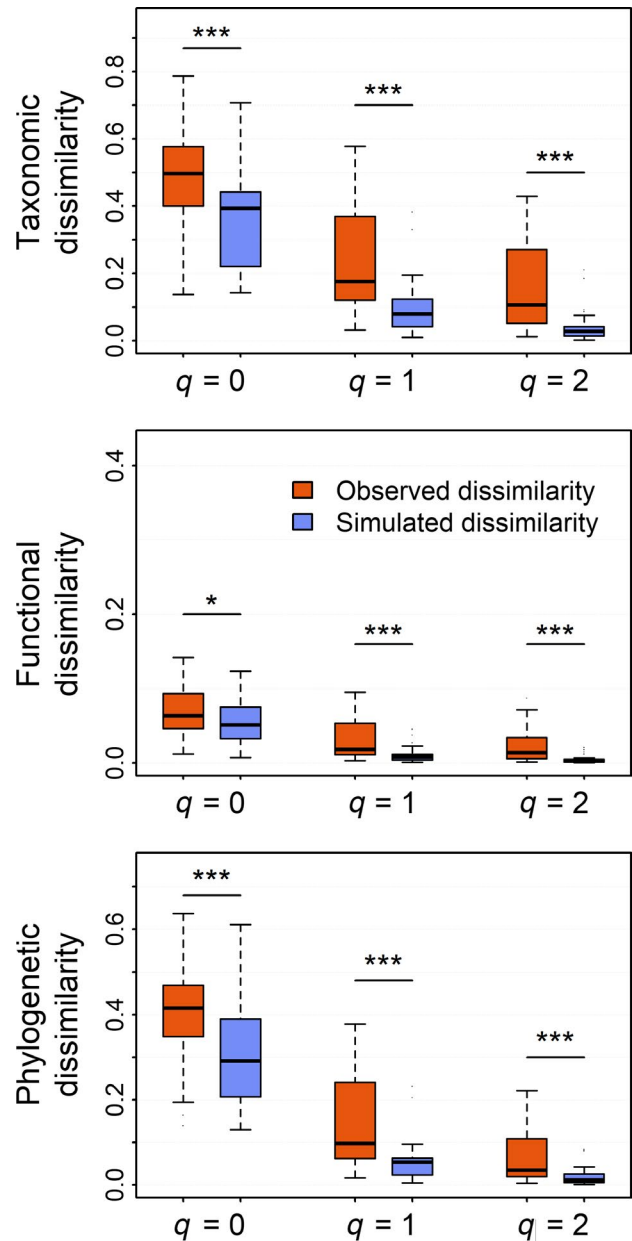 Taxonomic
dissimilarity
0.0 0.2 0.4 0.6 0.8
*** *** ***
q = 0 q = 1 q = 2
Functional
dissimilarity
0.0 0.2 0.4
Observed dissimilarity
Simulated dissimilarity
* *** ***
q = 0 q = 1 q = 2
Phylogenetic
dissimilarity
0.0 0.2 0.4 0.6
*** *** ***
q = 0 q = 1 q = 2